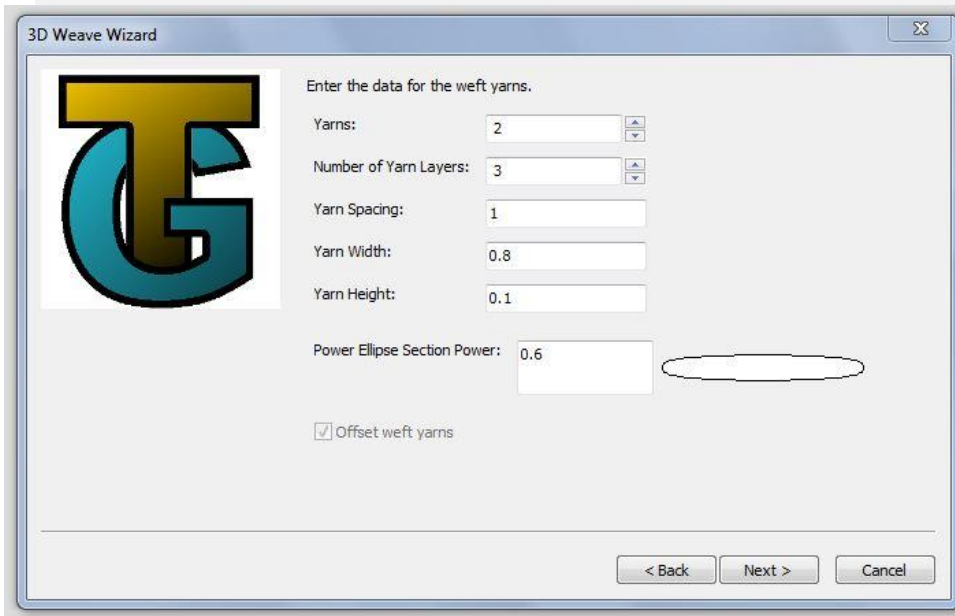 3D Weave Wizard
Enter the data for the weft yarns.
Yarns: 2
Number of Yarn Layers: 3
Yarn Spacing: 1
Yarn Width: 0.8
Yarn Height: 0.1
Power Ellipse Section Power: 0.6
Offset weft yarns
< Back Next > Cancel